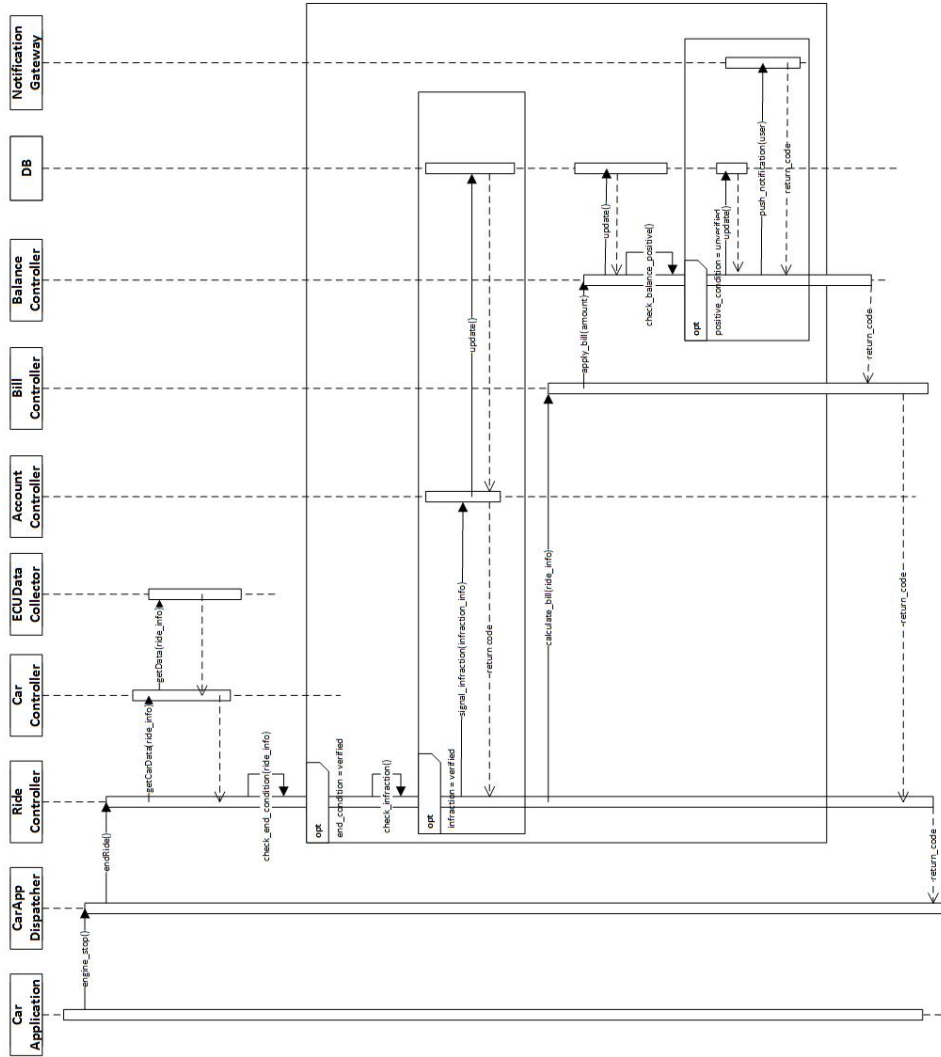 Car
Application
CarApp
Dispatcher
Ride
Controller
Car
Controller
ECUData
Collector
Account
Controller
Bill
Controller
Balance
Controller
DB
Notification
Gateway
engine_stop()
endRide()
getCarData(ride_info)
getData(ride_info)
check_end_condition(ride_info)
opt
end_condition = verified
check_infraction()
opt
infraction = verified
signal_infraction(infraction_info)
update()
return code
calculate_bill(ride_info)
apply_bill(amount)
update()
check_balance_positive()
opt
positive_condition = unverified
update()
push_notification(user)
return_code
return_code
return_code
return_code